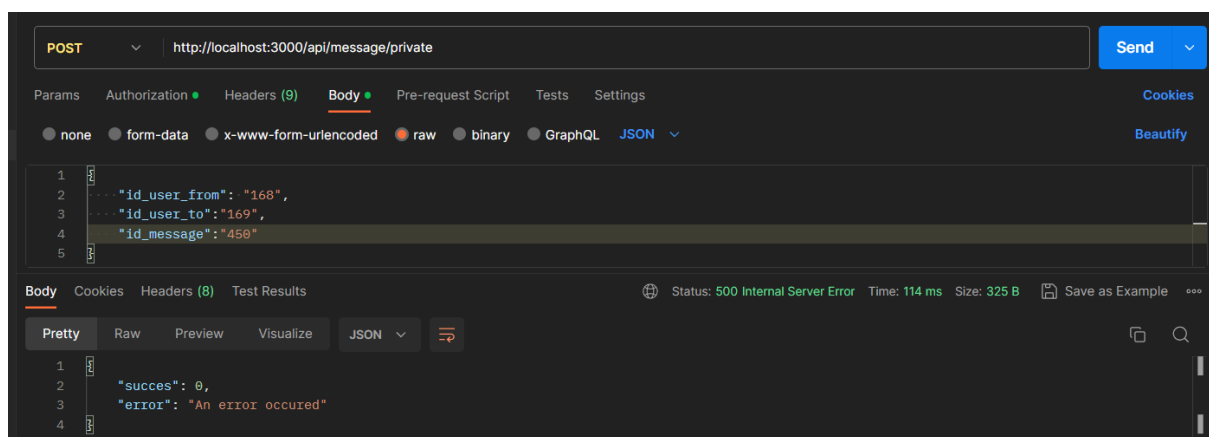 POST http://localhost:3000/api/message/private Send
Params Authorization Headers (9) Body Pre-request Script Tests Settings Cookies
none form-data x-www-form-urlencoded raw binary GraphQL JSON Beautify
1 {
2 "id_user_from": "168",
3 "id_user_to":"169",
4 "id_message":"450"
5 }
Body Cookies Headers (8) Test Results Status: 500 Internal Server Error Time: 114 ms Size: 325 B Save as Example
Pretty Raw Preview Visualize JSON
1 {
2 "succes": 0,
3 "error": "An error occured"
4 }